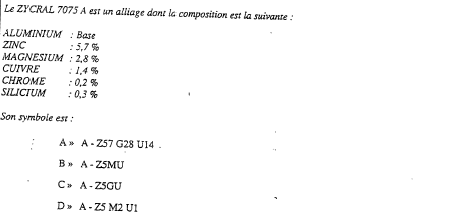 Le ZYCRAL 7075 A est un alliage dont la composition est la suivante :
ALUMINIUM : Base
ZINC : 5,7 %
MAGNESIUM : 2,8 %
CUIVRE : 1,4 %
CHROME : 0,2 %
SILICIUM : 0,3 %
Son symbole est :
A » A - Z57 G28 U14 .
B » A - Z5MU
C » A - Z5GU
D » A - Z5 M2 U1